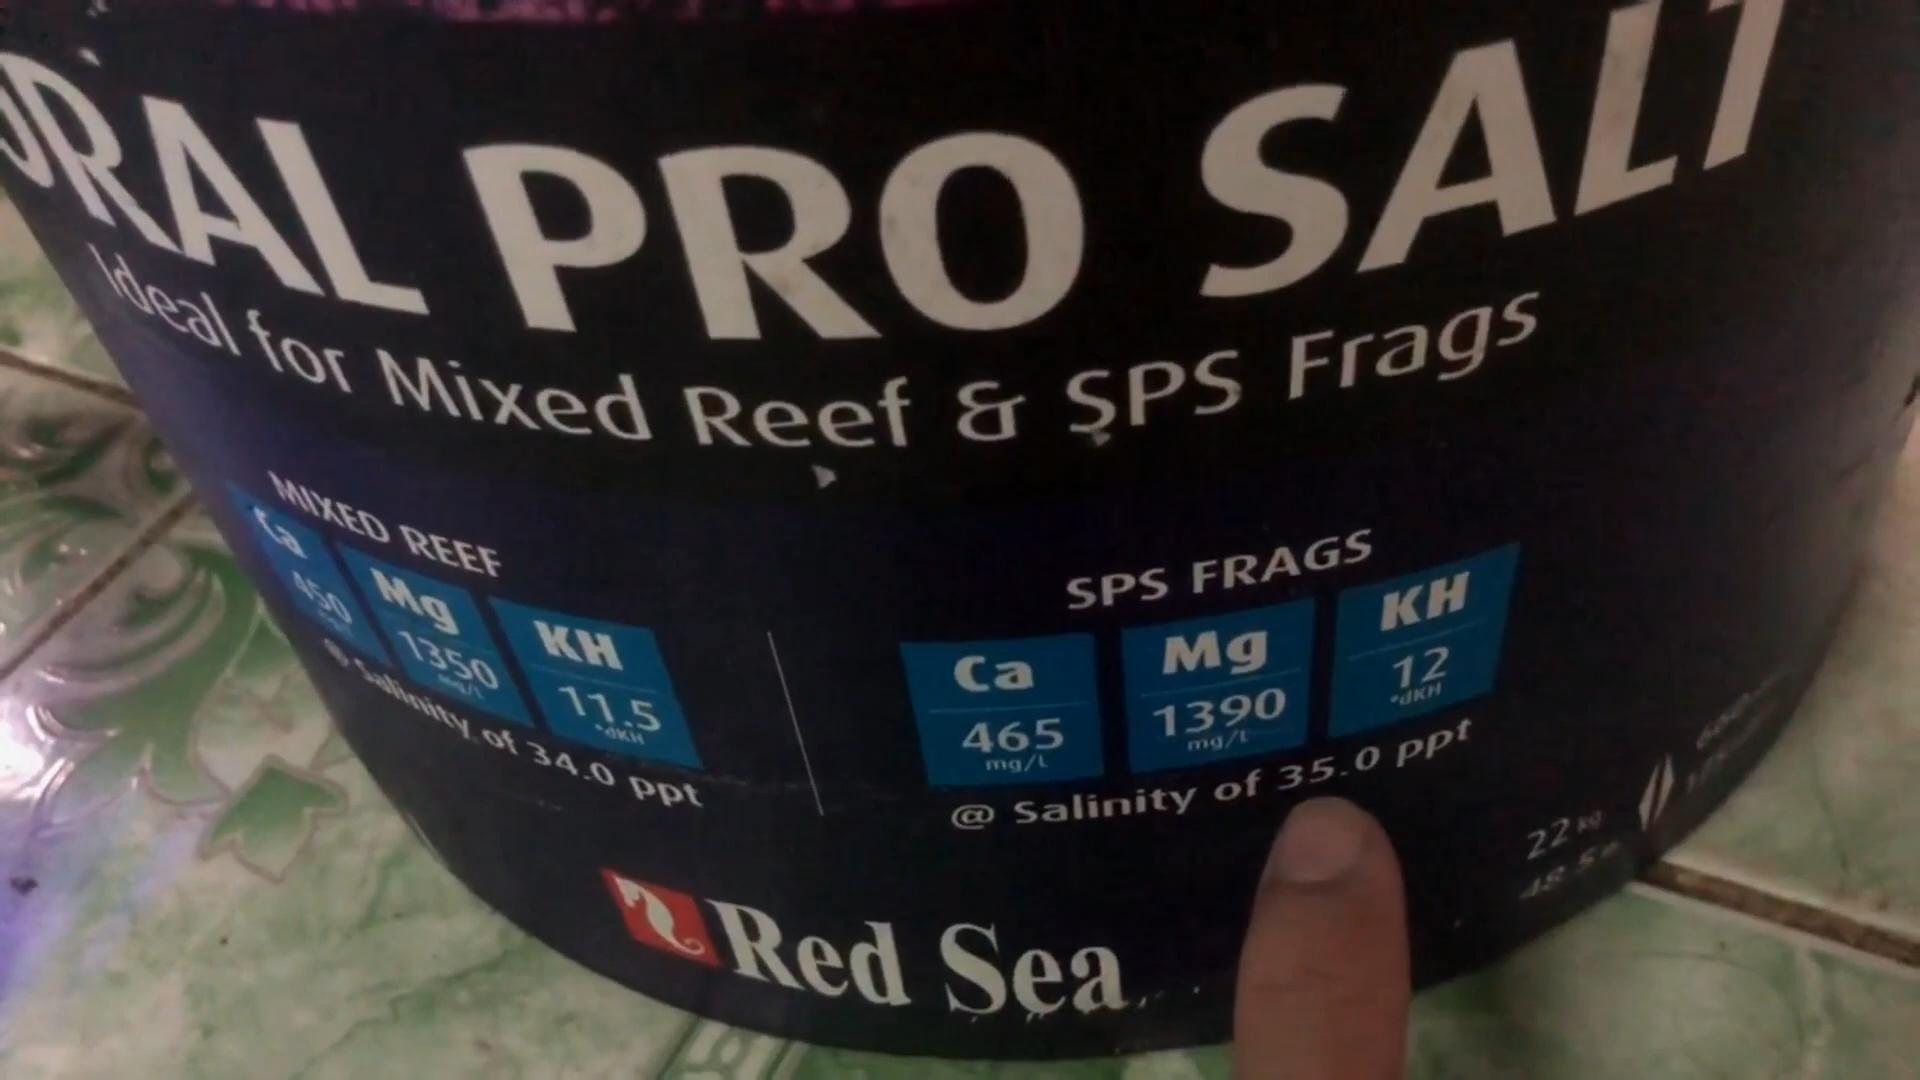 ORAL PRO SALT
Ideal for Mixed Reef & SPS Frags
MIXED REEF
Ca Mg KH
450 1350 11.5
mg/L °dKH
@ Salinity of 34.0 ppt
SPS FRAGS
Ca Mg KH
465 1390 12
mg/L mg/L °dKH
@ Salinity of 35.0 ppt
22 kg
Red Sea